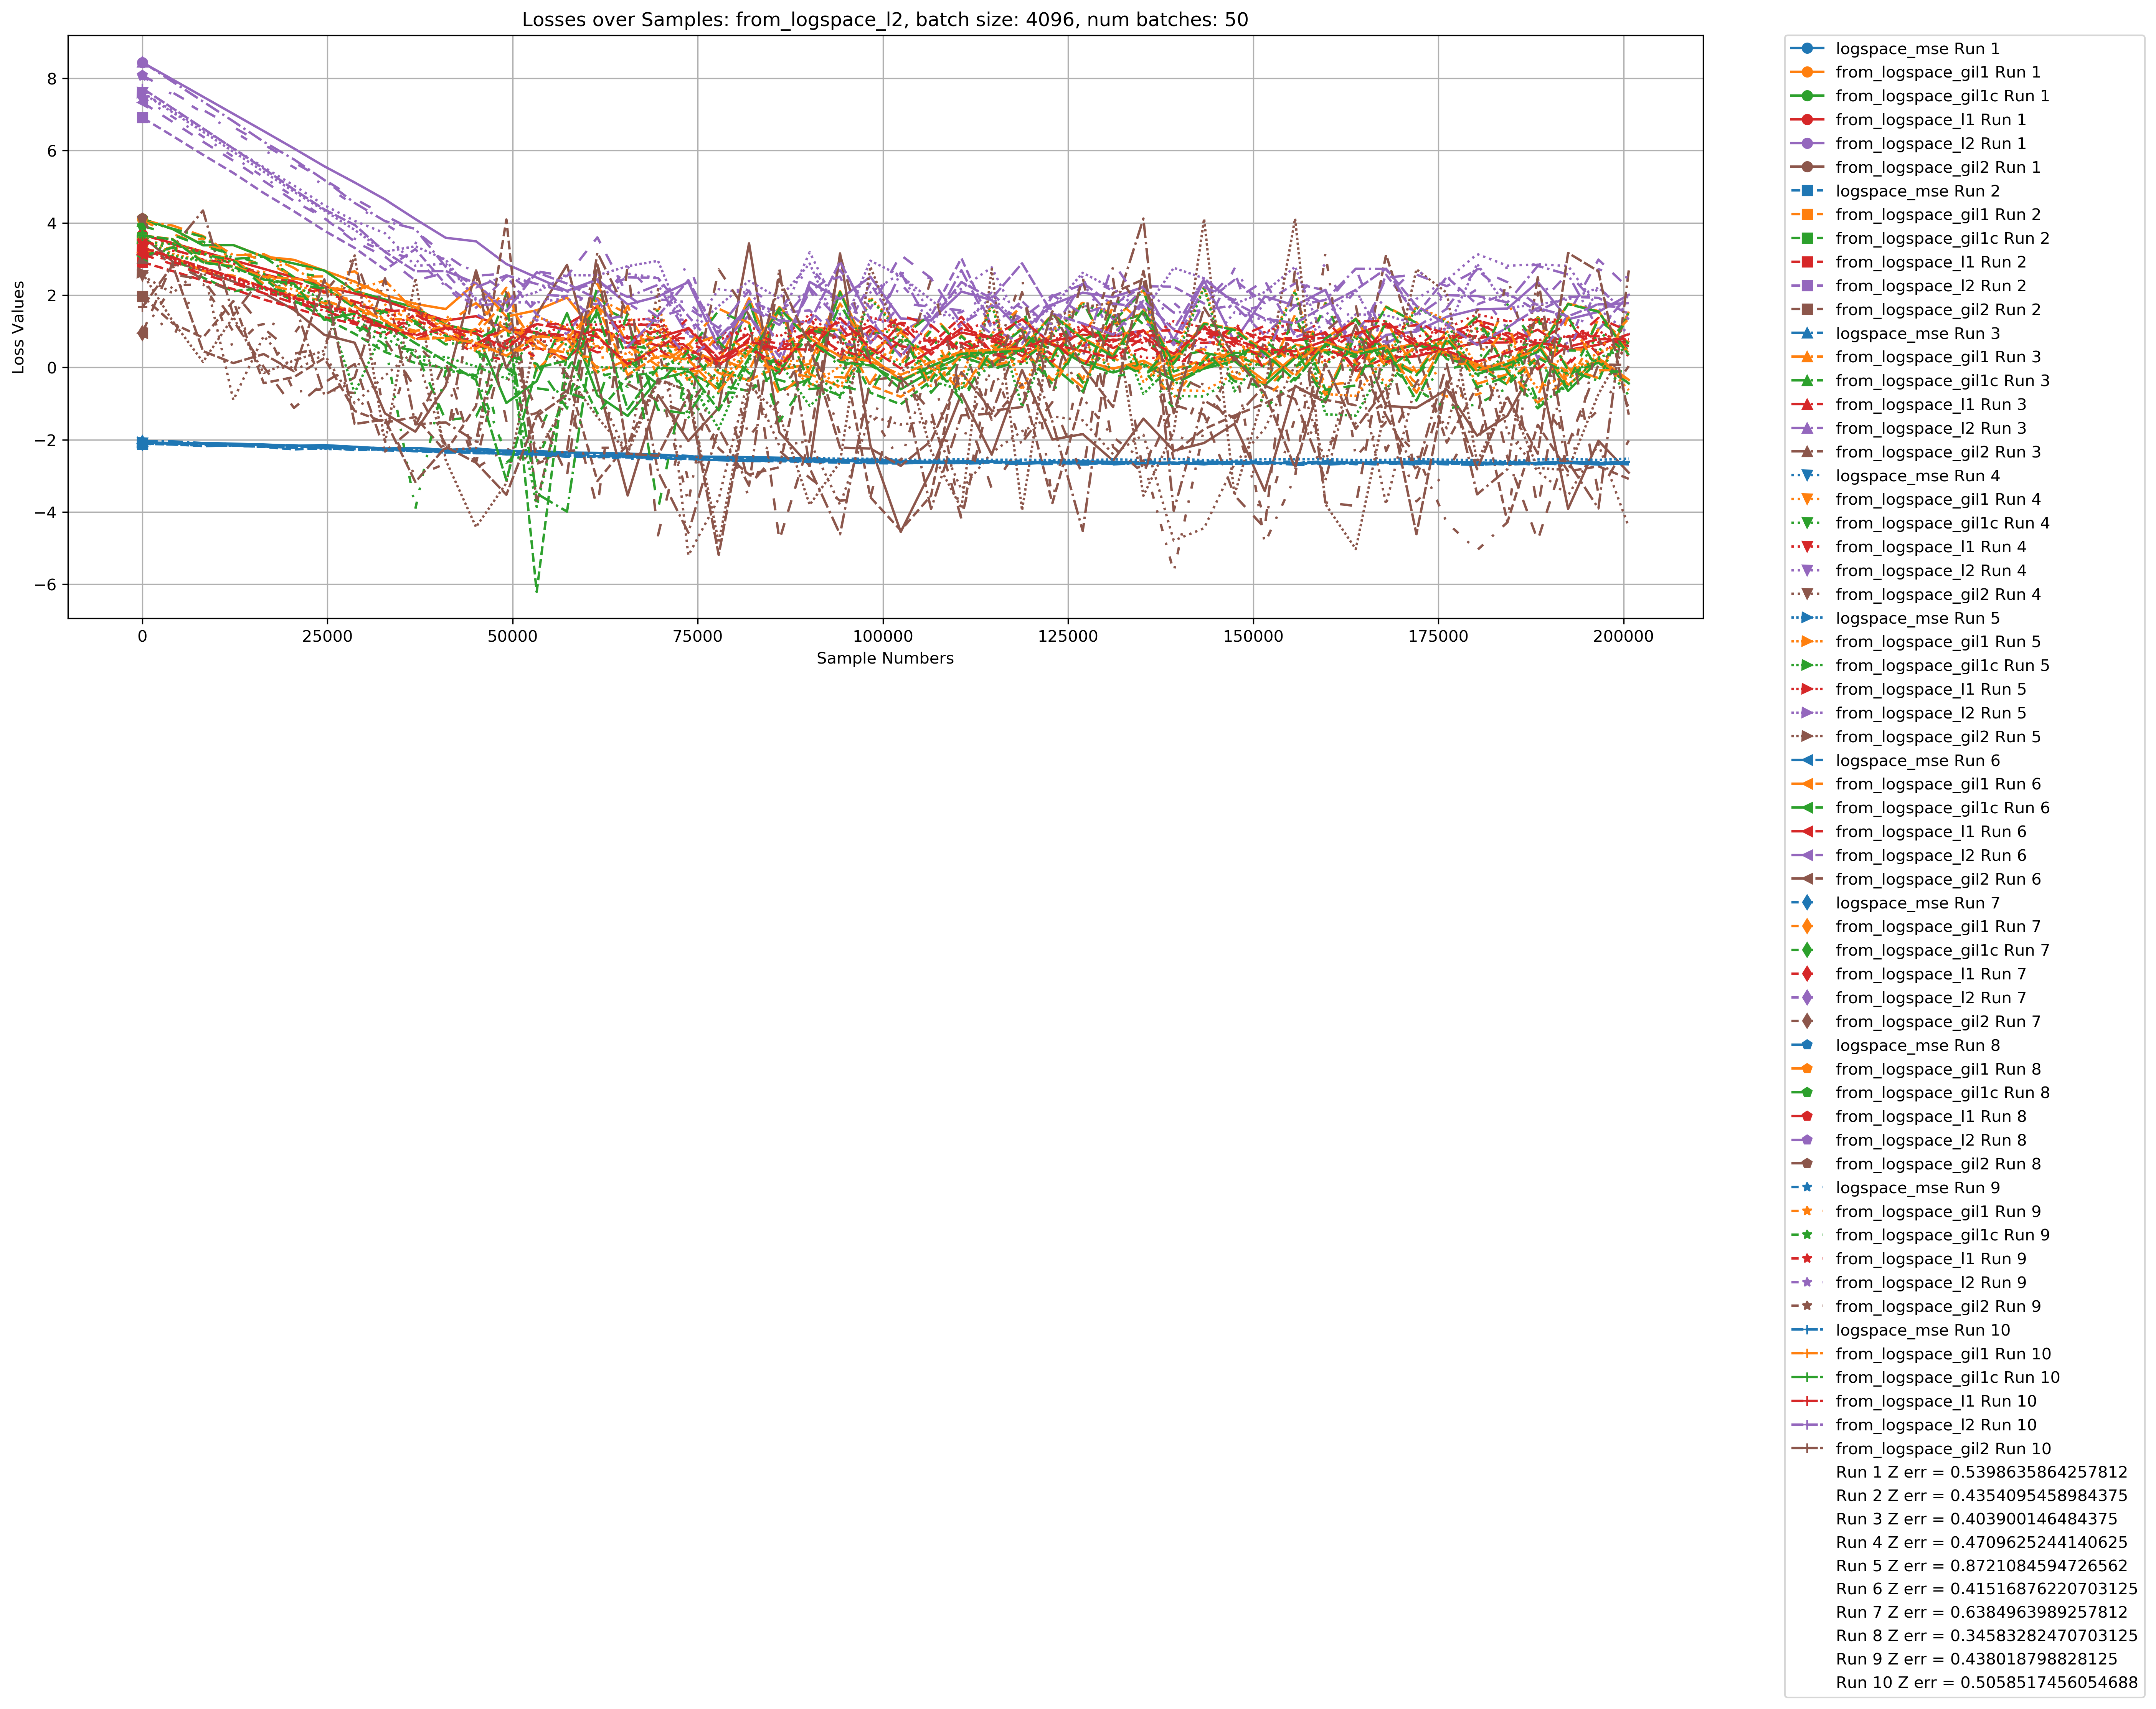 Losses over Samples: from_logspace_l2, batch size: 4096, num batches: 50
Loss Values
8
6
4
2
0
−2
−4
−6
0 25000 50000 75000 100000 125000 150000 175000 200000
Sample Numbers
logspace_mse Run 1
from_logspace_gil1 Run 1
from_logspace_gil1c Run 1
from_logspace_l1 Run 1
from_logspace_l2 Run 1
from_logspace_gil2 Run 1
logspace_mse Run 2
from_logspace_gil1 Run 2
from_logspace_gil1c Run 2
from_logspace_l1 Run 2
from_logspace_l2 Run 2
from_logspace_gil2 Run 2
logspace_mse Run 3
from_logspace_gil1 Run 3
from_logspace_gil1c Run 3
from_logspace_l1 Run 3
from_logspace_l2 Run 3
from_logspace_gil2 Run 3
logspace_mse Run 4
from_logspace_gil1 Run 4
from_logspace_gil1c Run 4
from_logspace_l1 Run 4
from_logspace_l2 Run 4
from_logspace_gil2 Run 4
logspace_mse Run 5
from_logspace_gil1 Run 5
from_logspace_gil1c Run 5
from_logspace_l1 Run 5
from_logspace_l2 Run 5
from_logspace_gil2 Run 5
logspace_mse Run 6
from_logspace_gil1 Run 6
from_logspace_gil1c Run 6
from_logspace_l1 Run 6
from_logspace_l2 Run 6
from_logspace_gil2 Run 6
logspace_mse Run 7
from_logspace_gil1 Run 7
from_logspace_gil1c Run 7
from_logspace_l1 Run 7
from_logspace_l2 Run 7
from_logspace_gil2 Run 7
logspace_mse Run 8
from_logspace_gil1 Run 8
from_logspace_gil1c Run 8
from_logspace_l1 Run 8
from_logspace_l2 Run 8
from_logspace_gil2 Run 8
logspace_mse Run 9
from_logspace_gil1 Run 9
from_logspace_gil1c Run 9
from_logspace_l1 Run 9
from_logspace_l2 Run 9
from_logspace_gil2 Run 9
logspace_mse Run 10
from_logspace_gil1 Run 10
from_logspace_gil1c Run 10
from_logspace_l1 Run 10
from_logspace_l2 Run 10
from_logspace_gil2 Run 10
Run 1 Z err = 0.5398635864257812
Run 2 Z err = 0.4354095458984375
Run 3 Z err = 0.403900146484375
Run 4 Z err = 0.4709625244140625
Run 5 Z err = 0.8721084594726562
Run 6 Z err = 0.41516876220703125
Run 7 Z err = 0.6384963989257812
Run 8 Z err = 0.34583282470703125
Run 9 Z err = 0.438018798828125
Run 10 Z err = 0.5058517456054688